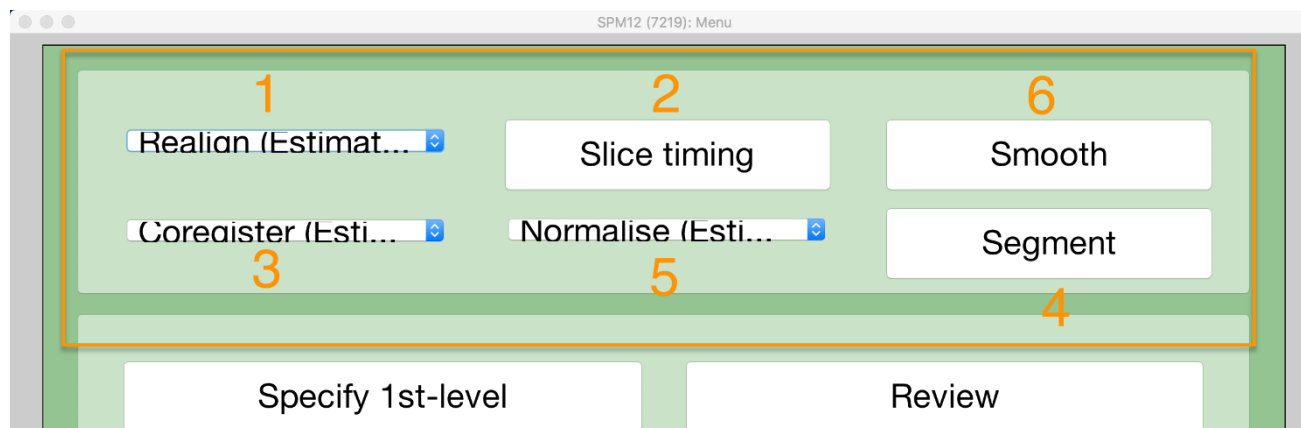 SPM12 (7219): Menu
1 2 6
Realign (Estimat... Slice timing Smooth
Coregister (Esti... Normalise (Esti... Segment
3 5 4
Specify 1st-level Review